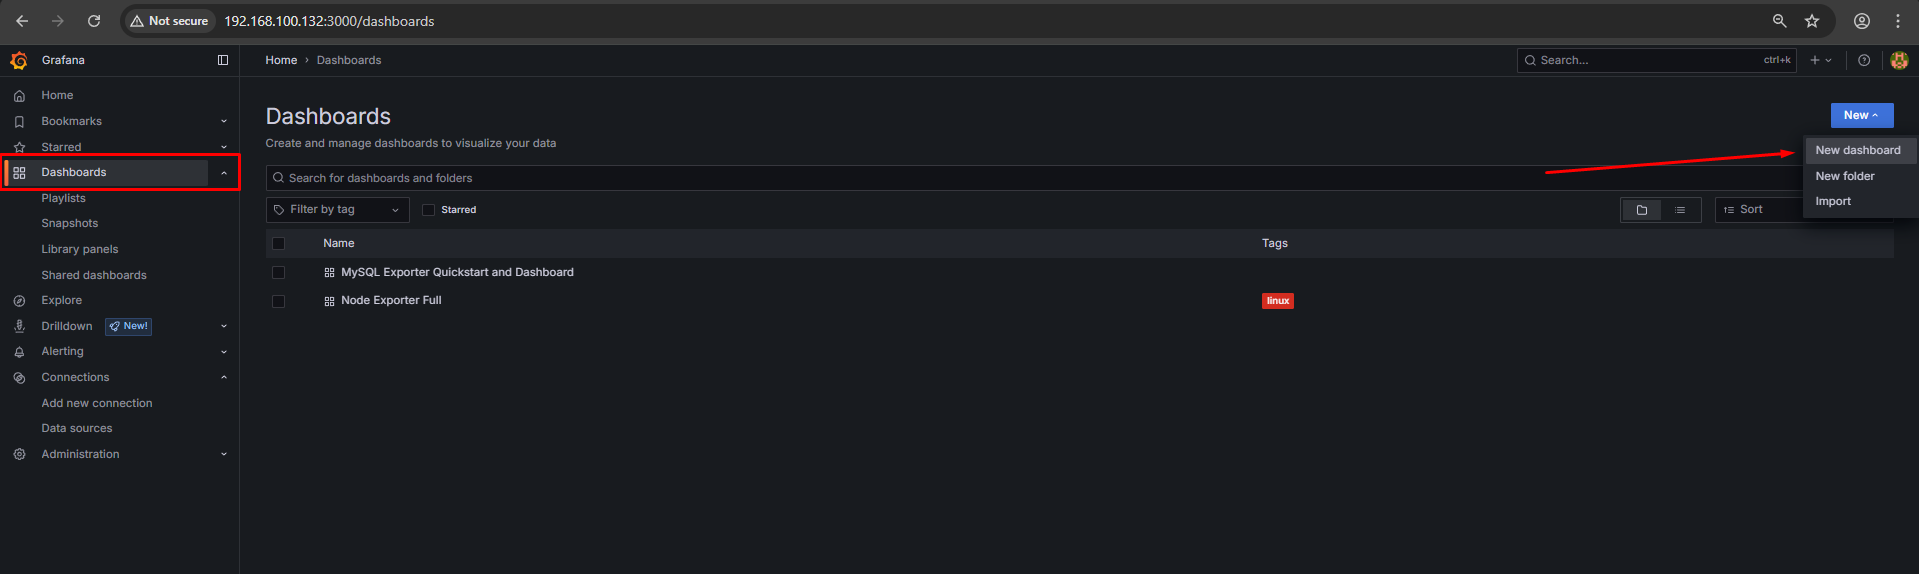 Not secure 192.168.100.132:3000/dashboards
Grafana
Home › Dashboards
Search... ctrl+k
Home
Bookmarks
Starred
Dashboards
Playlists
Snapshots
Library panels
Shared dashboards
Explore
Drilldown New!
Alerting
Connections
Add new connection
Data sources
Administration
Dashboards
Create and manage dashboards to visualize your data
New
New dashboard
New folder
Import
Search for dashboards and folders
Filter by tag Starred Sort
Name Tags
MySQL Exporter Quickstart and Dashboard
Node Exporter Full linux